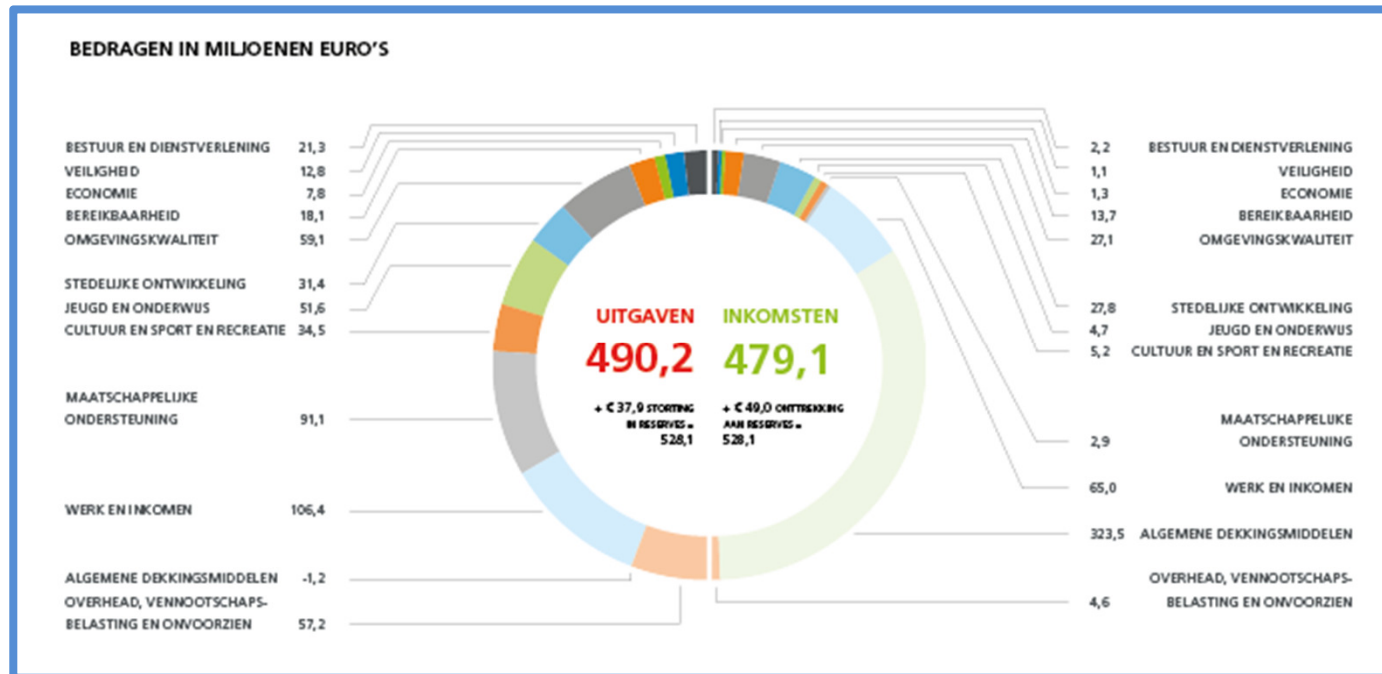 BEDRAGEN IN MILJOENEN EURO'S
BESTUUR EN DIENSTVERLENING 21,3
VEILIGHEID 12,8
ECONOMIE 7,8
BEREIKBAARHEID 18,1
OMGEVINGSKWALITEIT 59,1
STEDELIJKE ONTWIKKELING 31,4
JEUGD EN ONDERWIJS 51,6
CULTUUR EN SPORT EN RECREATIE 34,5
MAATSCHAPPELIJKE
ONDERSTEUNING 91,1
WERK EN INKOMEN 106,4
ALGEMENE DEKKINGSMIDDELEN -1,2
OVERHEAD, VENNOOTSCHAPS-
BELASTING EN ONVOORZIEN 57,2
UITGAVEN
490,2
+ € 37,9 STORTING
IN RESERVES =
528,1
INKOMSTEN
479,1
+ € 49,0 ONTTREKKING
AAN RESERVES =
528,1
2,2 BESTUUR EN DIENSTVERLENING
1,1 VEILIGHEID
1,3 ECONOMIE
13,7 BEREIKBAARHEID
27,1 OMGEVINGSKWALITEIT
27,8 STEDELIJKE ONTWIKKELING
4,7 JEUGD EN ONDERWIJS
5,2 CULTUUR EN SPORT EN RECREATIE
MAATSCHAPPELIJKE
2,9 ONDERSTEUNING
65,0 WERK EN INKOMEN
323,5 ALGEMENE DEKKINGSMIDDELEN
OVERHEAD, VENNOOTSCHAPS-
4,6 BELASTING EN ONVOORZIEN